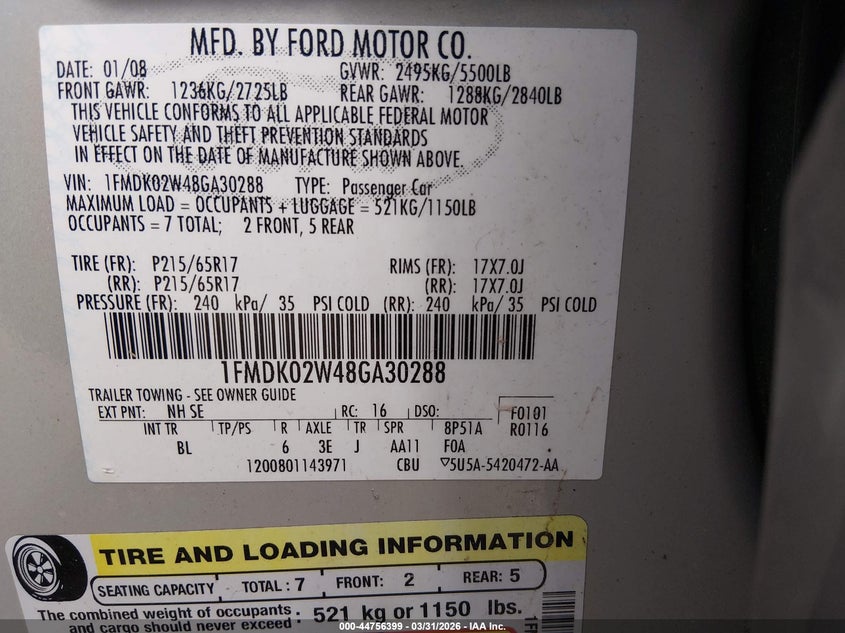 MFD. BY FORD MOTOR CO.
DATE: 01/08 GVWR: 2495KG/5500LB
FRONT GAWR: 1236KG/2725LB REAR GAWR: 1288KG/2840LB
THIS VEHICLE CONFORMS TO ALL APPLICABLE FEDERAL MOTOR
VEHICLE SAFETY AND THEFT PREVENTION STANDARDS
IN EFFECT ON THE DATE OF MANUFACTURE SHOWN ABOVE.
VIN: 1FMDK02W48GA30288 TYPE: Passenger Car
MAXIMUM LOAD = OCCUPANTS + LUGGAGE = 521KG/1150LB
OCCUPANTS = 7 TOTAL; 2 FRONT, 5 REAR
TIRE (FR): P215/65R17 RIMS (FR): 17X7.0J
(RR): P215/65R17 (RR): 17X7.0J
PRESSURE (FR): 240 kPa/ 35 PSI COLD (RR): 240 kPa/ 35 PSI COLD
1FMDK02W48GA30288
TRAILER TOWING - SEE OWNER GUIDE
EXT PNT: NH SE RC: 16 DSO: F0101
INT TR TP/PS R AXLE TR SPR 8P51A R0116
BL 6 3E J AA11 F0A
1200801143971 CBU ▽5U5A-5420472-AA
TIRE AND LOADING INFORMATION
SEATING CAPACITY TOTAL: 7 FRONT: 2 REAR: 5
The combined weight of occupants
and cargo should never exceed : 521 kg or 1150 lbs.
000-44756399 - 03/31/2026 - IAA, Inc.